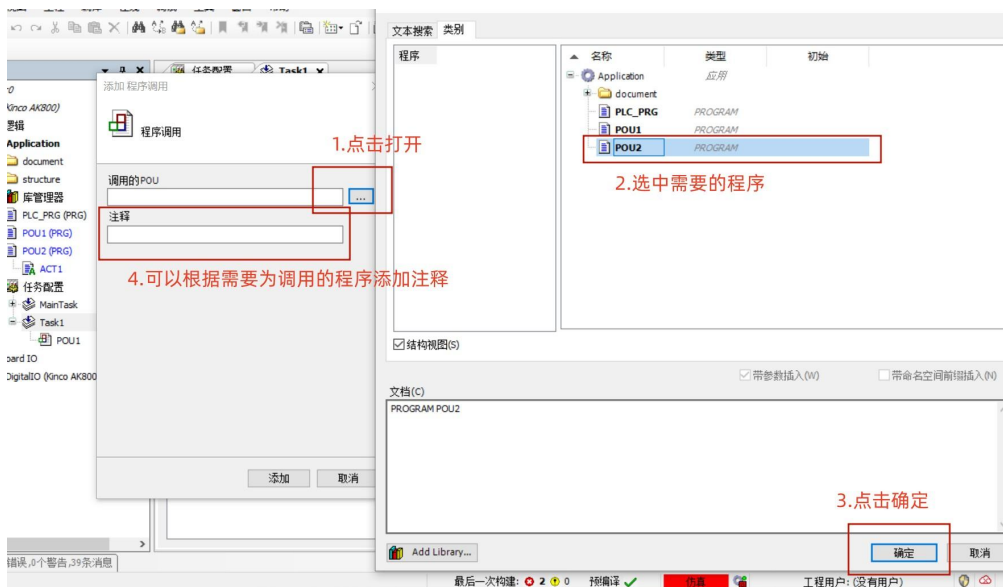 文本搜索 类别
任务配置
Task1
Kinco AK800)
逻辑
Application
document
structure
库管理器
PLC_PRG (PRG)
POU1 (PRG)
POU2 (PRG)
ACT1
任务配置
MainTask
Task1
POU1
DigitalIO (Kinco AK800
错误,0个警告,39条消息
添加 程序调用
程序调用
1.点击打开
调用的POU
...
注释
4.可以根据需要为调用的程序添加注释
添加
取消
程序
名称 类型 初始
Application 应用
document
PLC_PRG PROGRAM
POU1 PROGRAM
POU2 PROGRAM
2.选中需要的程序
结构视图(S)
带参数插入(W)
带命名空间前缀插入(N)
文档(C)
PROGRAM POU2
3.点击确定
Add Library...
确定
取消
最后一次构建: 2 0 预编译 仿真 工程用户: (没有用户)